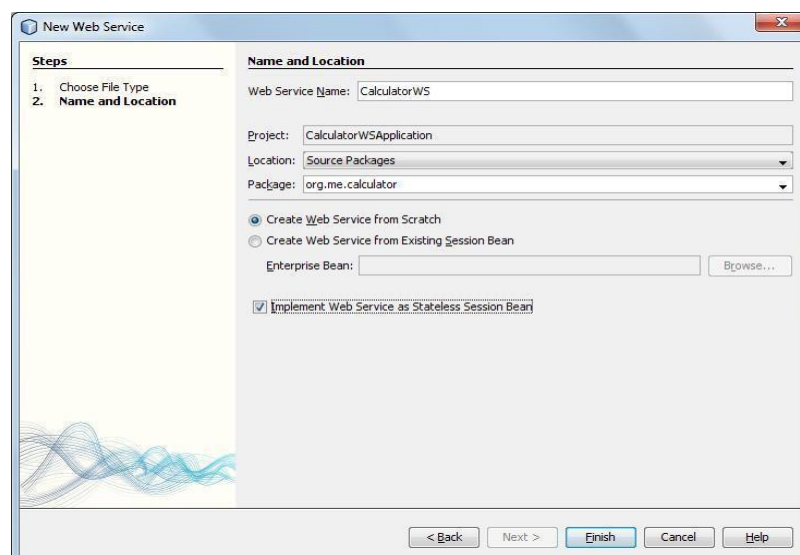 New Web Service
Steps
1. Choose File Type
2. Name and Location
Name and Location
Web Service Name: CalculatorWS
Project: CalculatorWSApplication
Location: Source Packages
Package: org.me.calculator
Create Web Service from Scratch
Create Web Service from Existing Session Bean
Enterprise Bean: Browse...
Implement Web Service as Stateless Session Bean
< Back Next > Finish Cancel Help